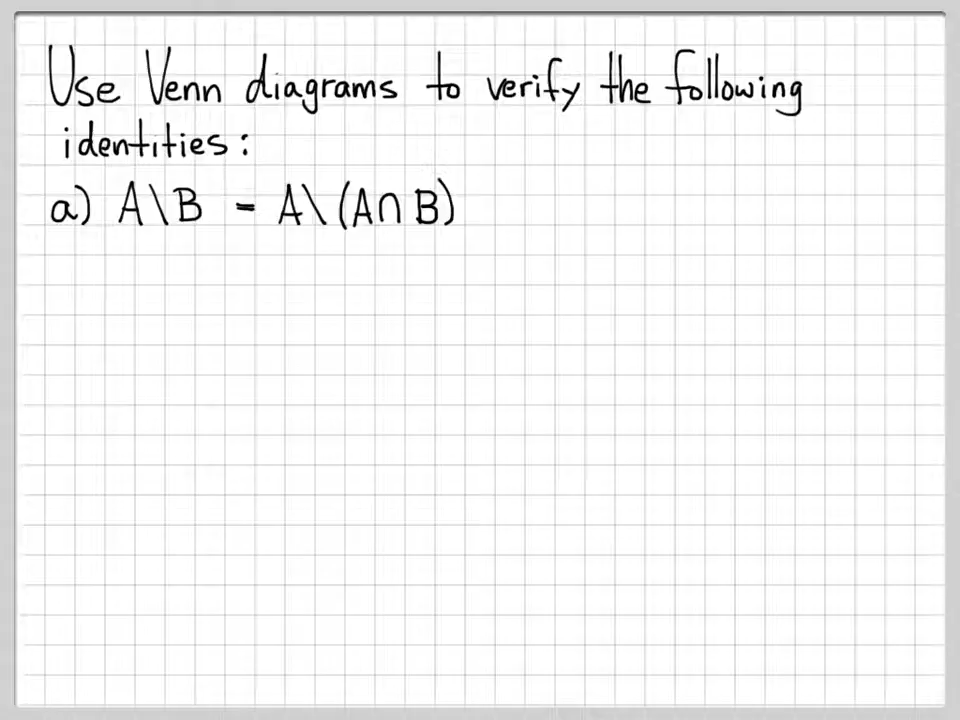 Use Venn diagrams to verify the following
identities:
a) A\B = A\(A∩B)